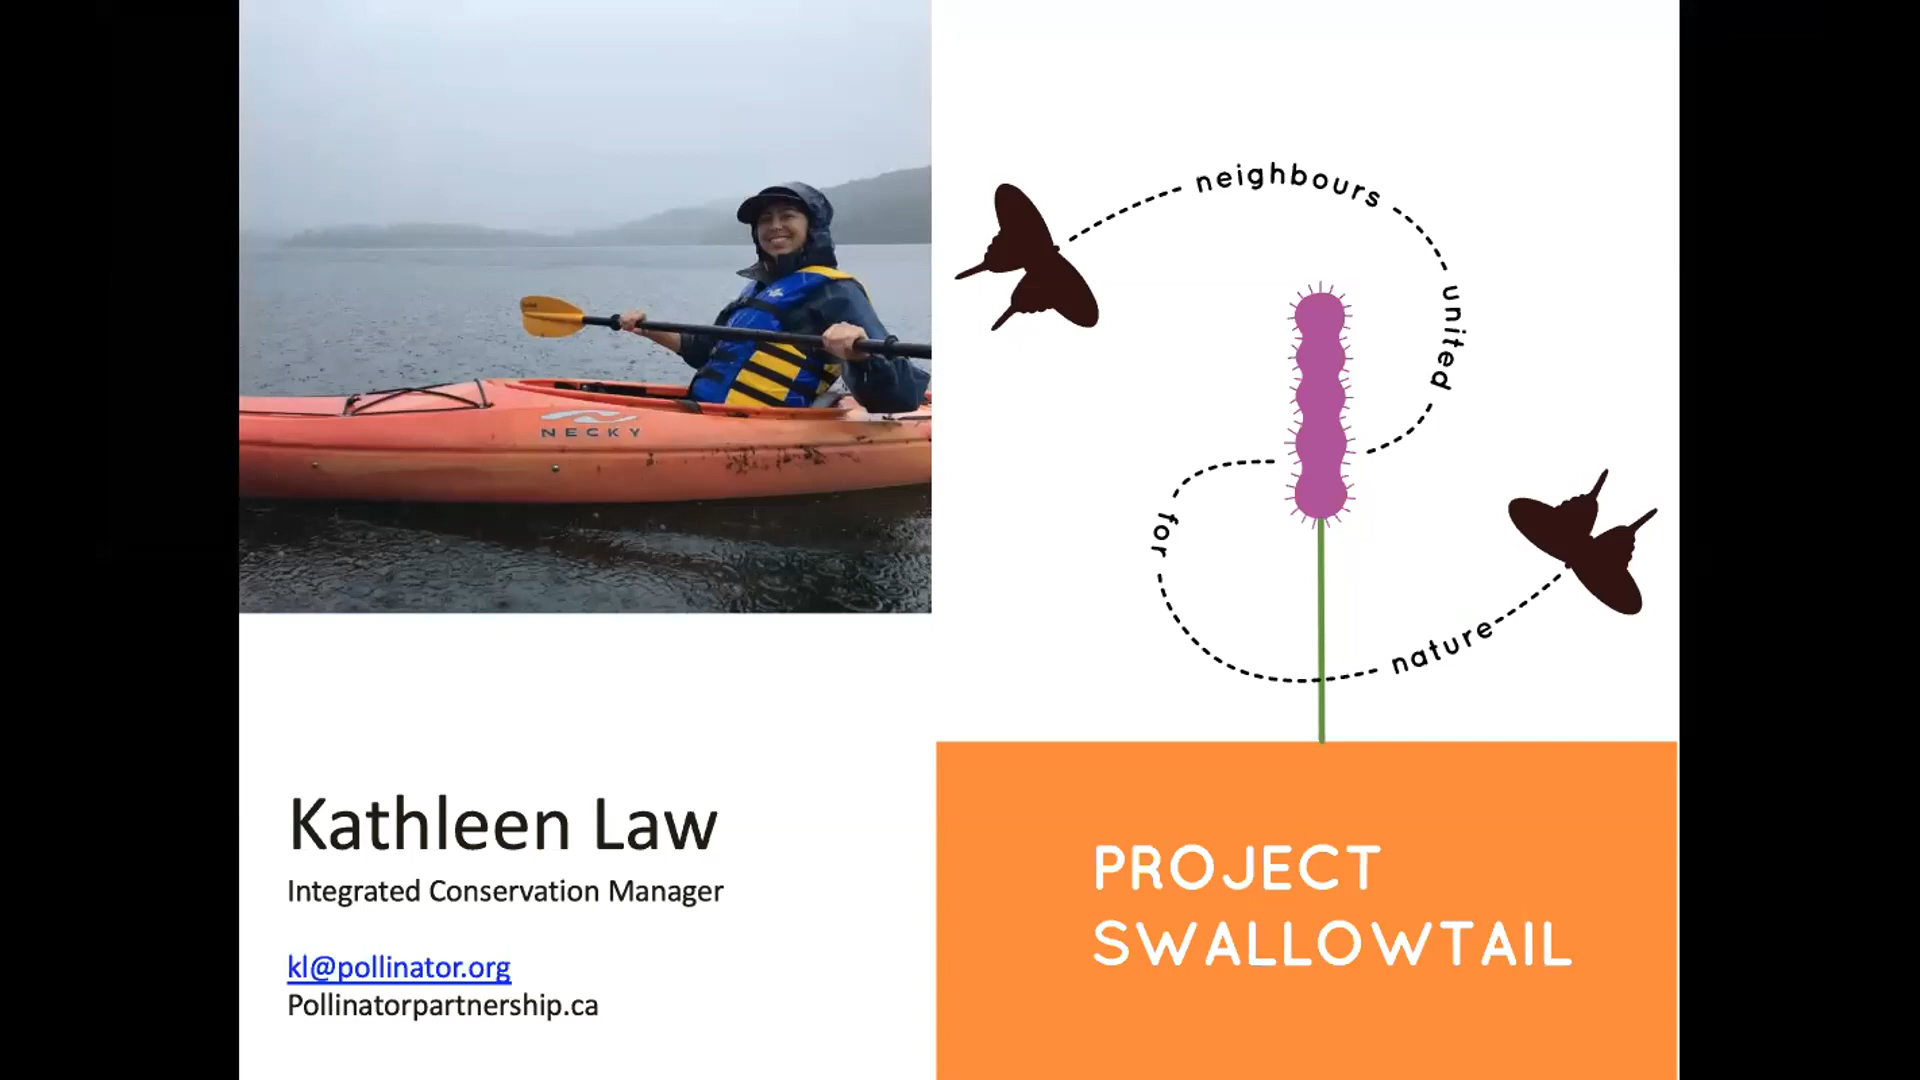 NECKY
Kathleen Law
Integrated Conservation Manager
kl@pollinator.org
Pollinatorpartnership.ca
neighbours
united
for
nature
PROJECT
SWALLOWTAIL